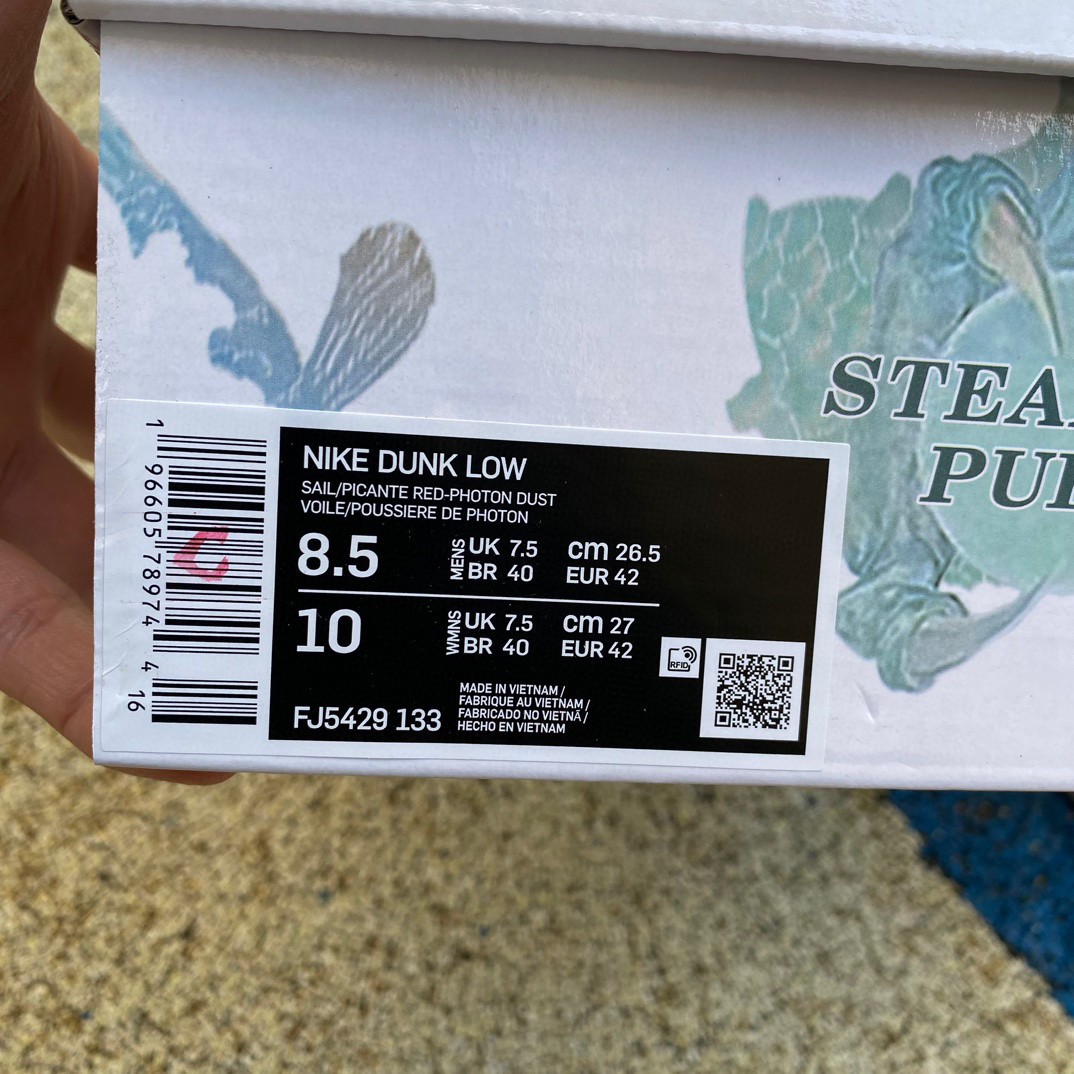 STEA
PU
NIKE DUNK LOW
SAIL/PICANTE RED-PHOTON DUST
VOILE/POUSSIERE DE PHOTON
8.5 MENS UK 7.5 cm 26.5
BR 40 EUR 42
10 WMNS UK 7.5 cm 27
BR 40 EUR 42
RFID
FJ5429 133
MADE IN VIETNAM /
FABRIQUE AU VIETNAM /
FABRICADO NO VIETNÃ /
HECHO EN VIETNAM
1 96605 78974 4 16